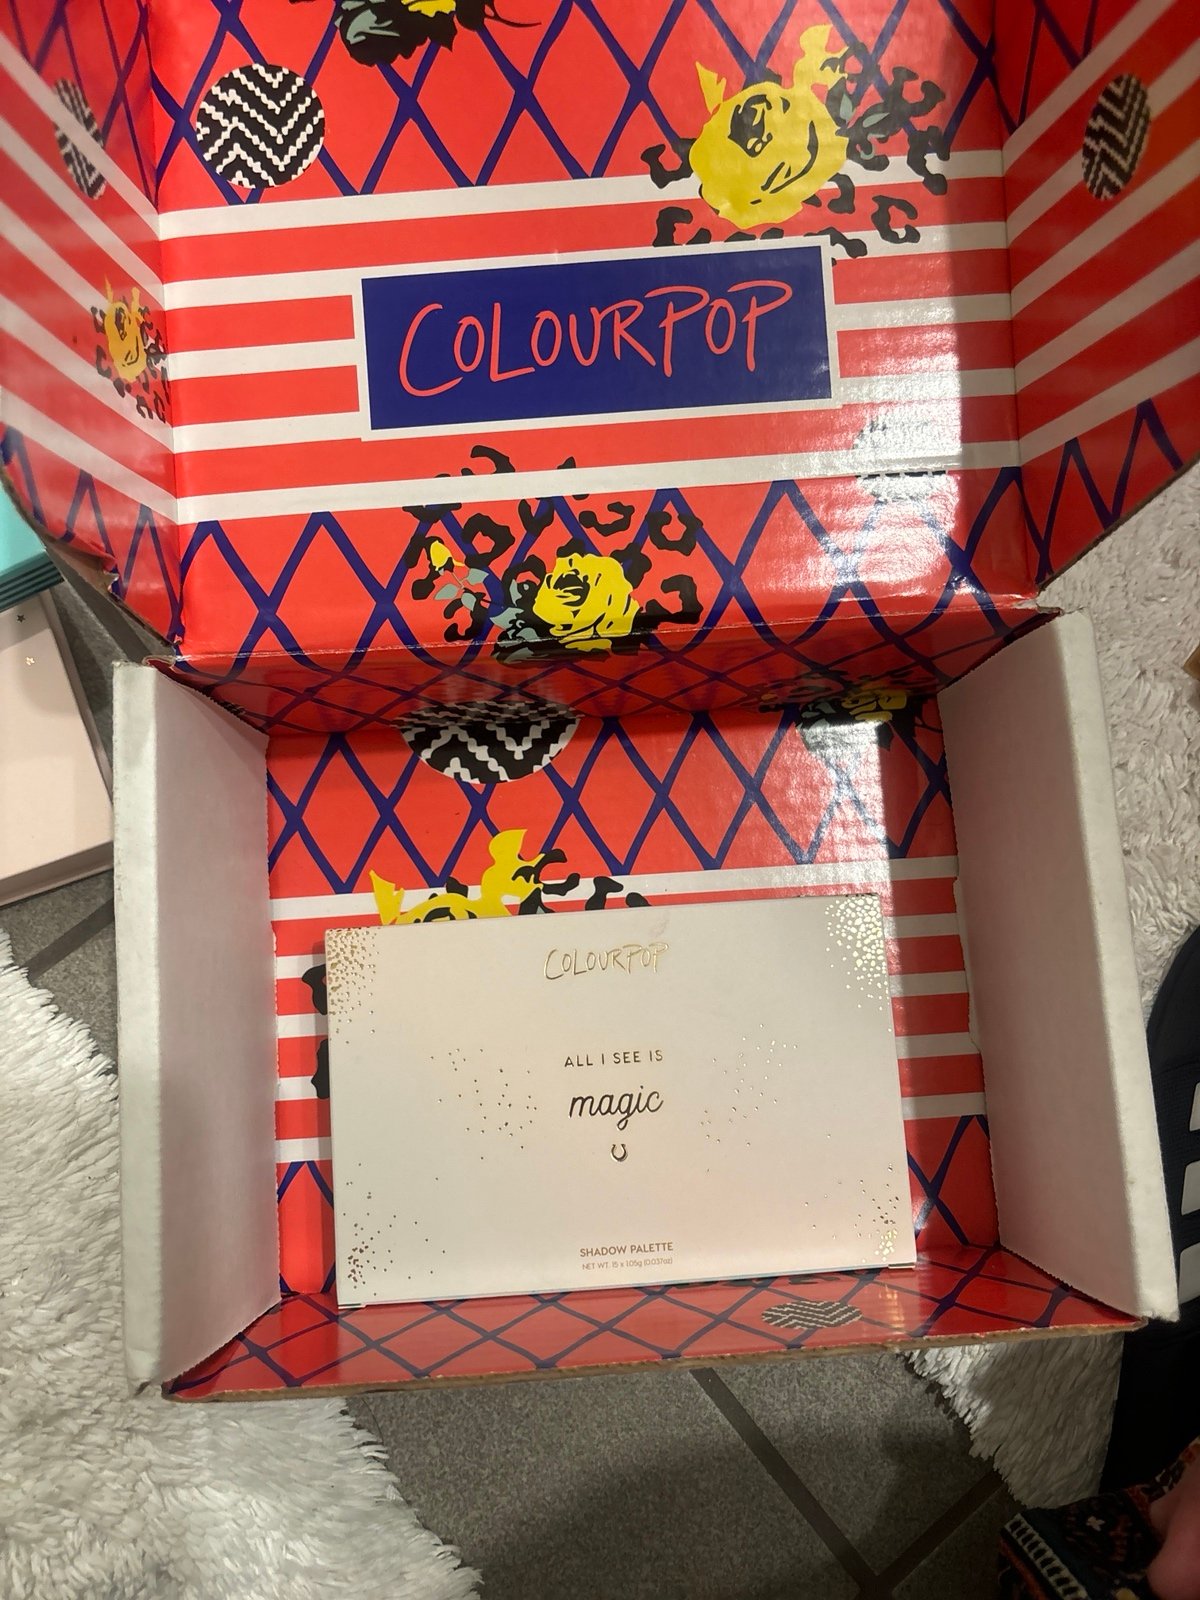 COLOURPOP
COLOURPOP
ALL I SEE IS
magic
SHADOW PALETTE
NET WT. 15 x 1.05g (0.037oz)